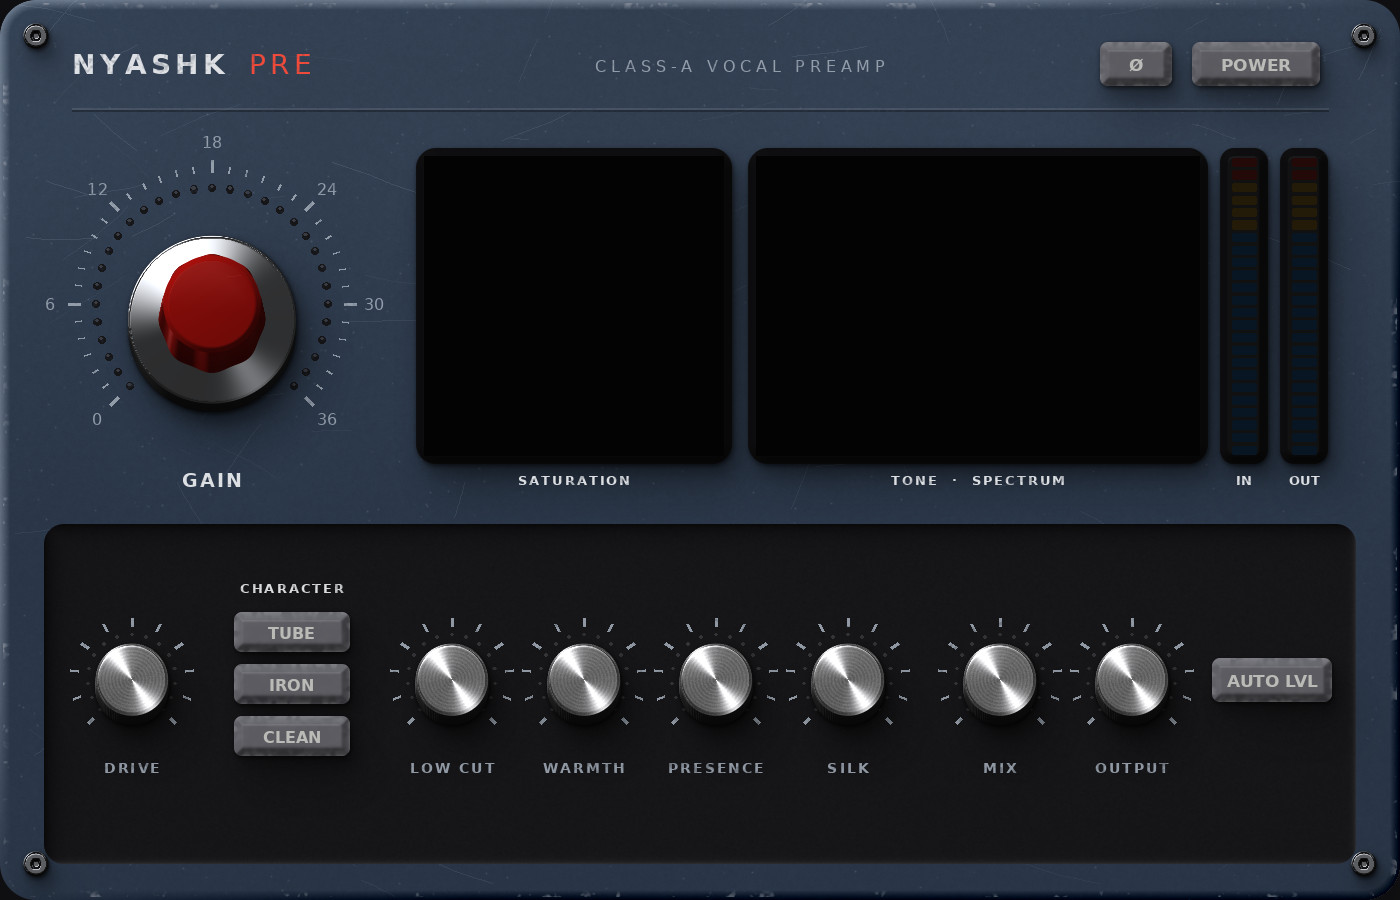 NYASHK PRE
CLASS-A VOCAL PREAMP
Ø
POWER
18
12
24
6
30
0
36
GAIN
SATURATION
TONE · SPECTRUM
IN
OUT
CHARACTER
TUBE
IRON
CLEAN
AUTO LVL
DRIVE
LOW CUT
WARMTH
PRESENCE
SILK
MIX
OUTPUT